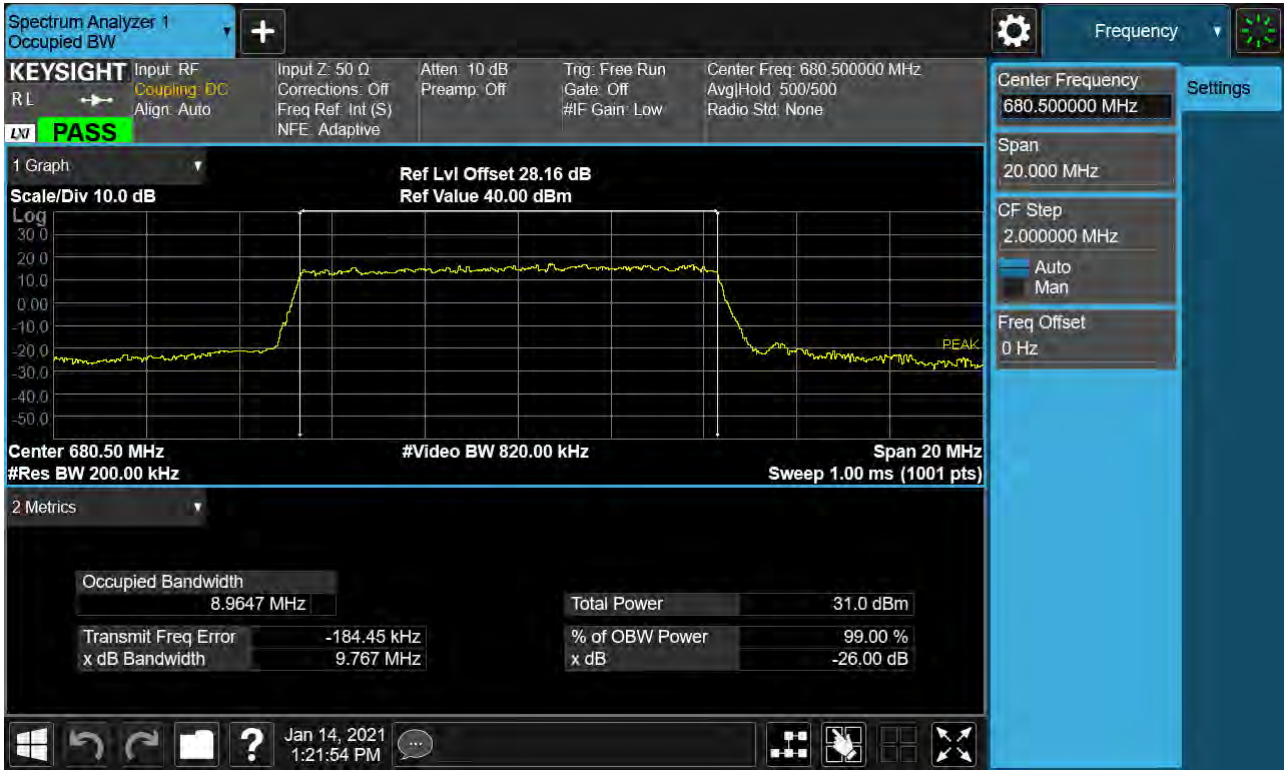 Spectrum Analyzer 1
Occupied BW
+
Frequency
KEYSIGHT
RL
LXI PASS
Input: RF
Coupling: DC
Align: Auto
Input Z: 50 Ω
Corrections: Off
Freq Ref: Int (S)
NFE: Adaptive
Atten: 10 dB
Preamp: Off
Trig: Free Run
Gate: Off
#IF Gain: Low
Center Freq: 680.500000 MHz
Avg|Hold: 500/500
Radio Std: None
Center Frequency
680.500000 MHz
Settings
Span
20.000 MHz
CF Step
2.000000 MHz
Auto
Man
Freq Offset
0 Hz
1 Graph
Scale/Div 10.0 dB
Ref Lvl Offset 28.16 dB
Ref Value 40.00 dBm
Log
30.0
20.0
10.0
0.00
-10.0
-20.0
-30.0
-40.0
-50.0
PEAK
Center 680.50 MHz
#Video BW 820.00 kHz
Span 20 MHz
#Res BW 200.00 kHz
Sweep 1.00 ms (1001 pts)
2 Metrics
Occupied Bandwidth
8.9647 MHz
Total Power 31.0 dBm
Transmit Freq Error -184.45 kHz
% of OBW Power 99.00 %
x dB Bandwidth 9.767 MHz
x dB -26.00 dB
?
Jan 14, 2021
1:21:54 PM